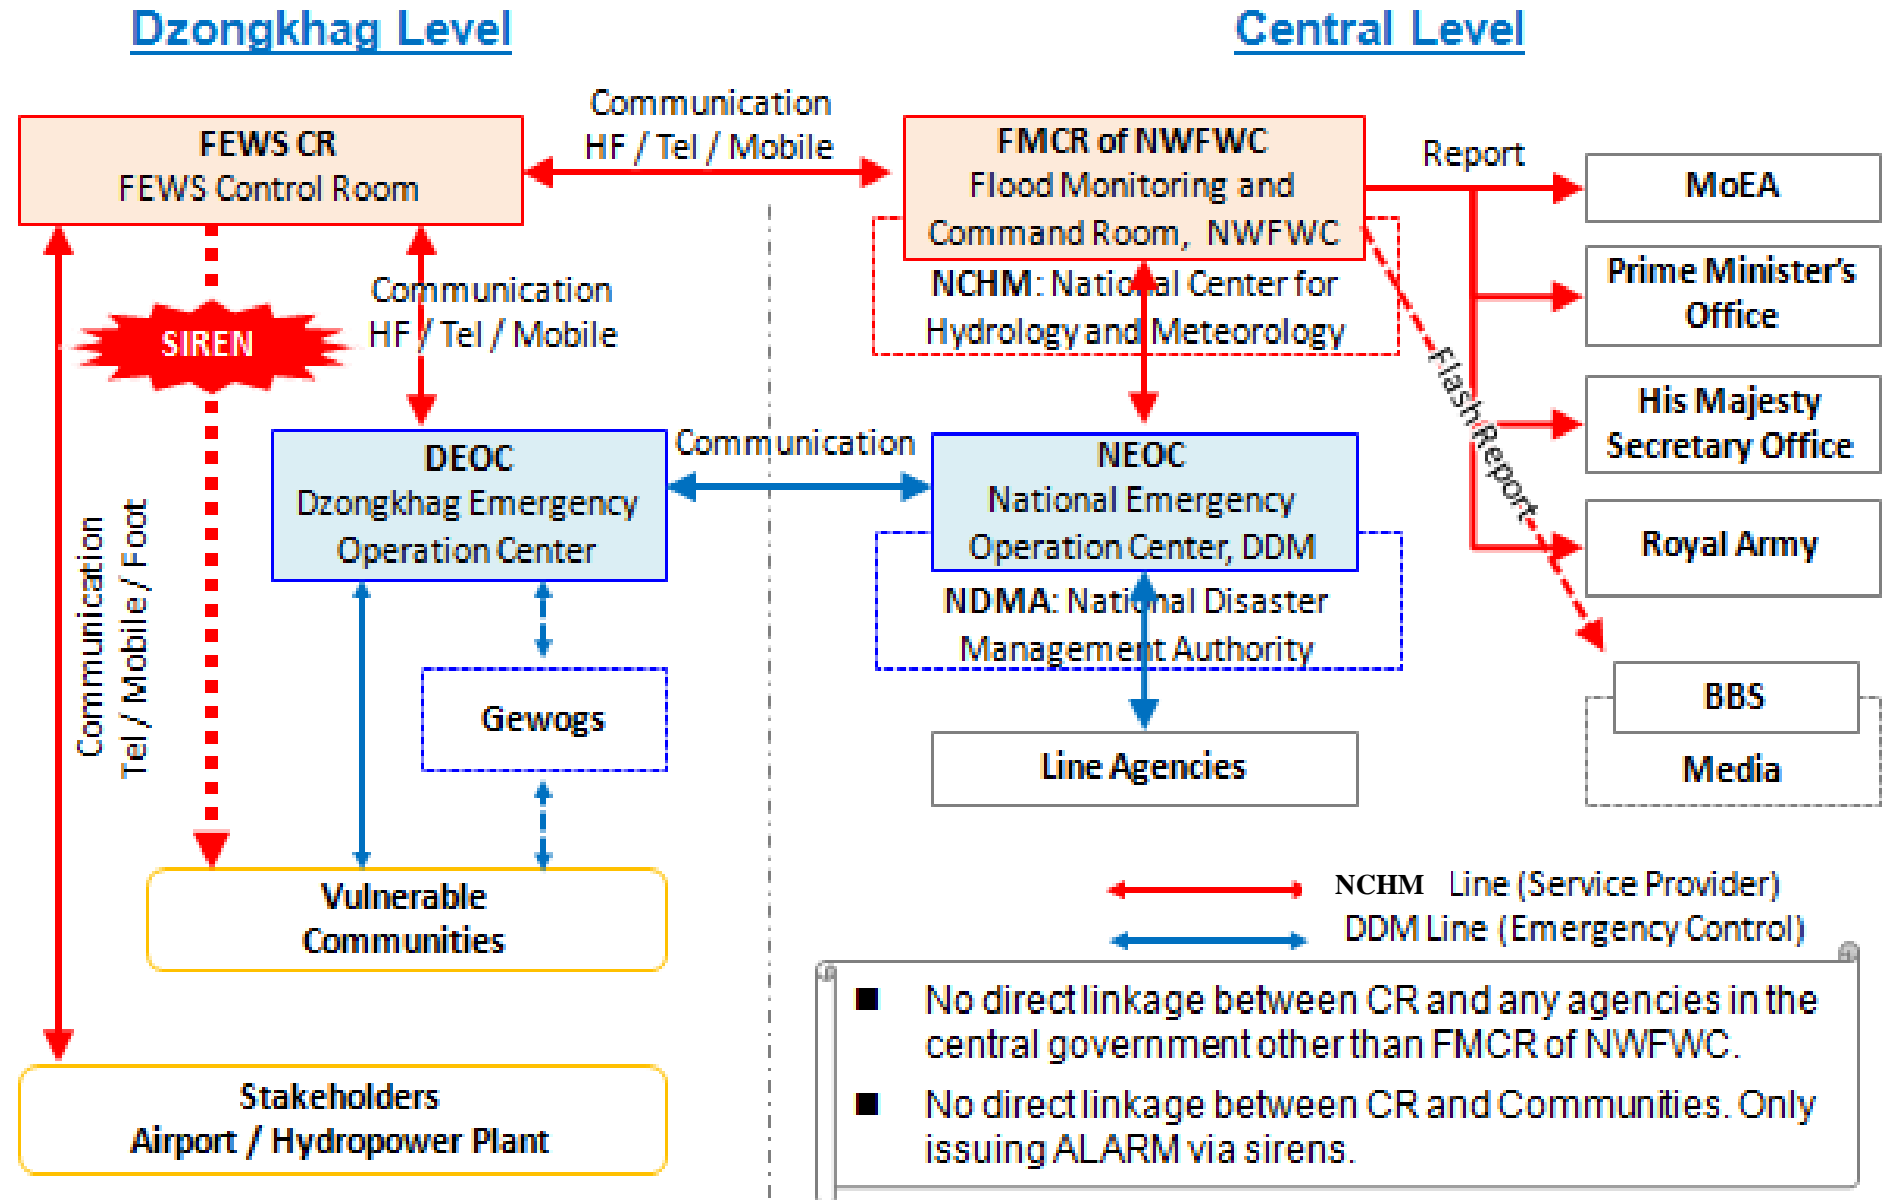 Dzongkhag Level
Central Level
Communication
HF / Tel / Mobile
FEWS CR
FEWS Control Room
FMCR of NWFWC
Flood Monitoring and
Command Room, NWFWC
NCHM: National Center for
Hydrology and Meteorology
Report
MoEA
Prime Minister's
Office
His Majesty
Secretary Office
Royal Army
Flash Report
BBS
Media
SIREN
Communication
HF / Tel / Mobile
Communication
Tel / Mobile / Foot
DEOC
Dzongkhag Emergency
Operation Center
Communication
NEOC
National Emergency
Operation Center, DDM
NDMA: National Disaster
Management Authority
Gewogs
Line Agencies
Vulnerable
Communities
Stakeholders
Airport / Hydropower Plant
NCHM Line (Service Provider)
DDM Line (Emergency Control)
■ No direct linkage between CR and any agencies in the
central government other than FMCR of NWFWC.
■ No direct linkage between CR and Communities. Only
issuing ALARM via sirens.